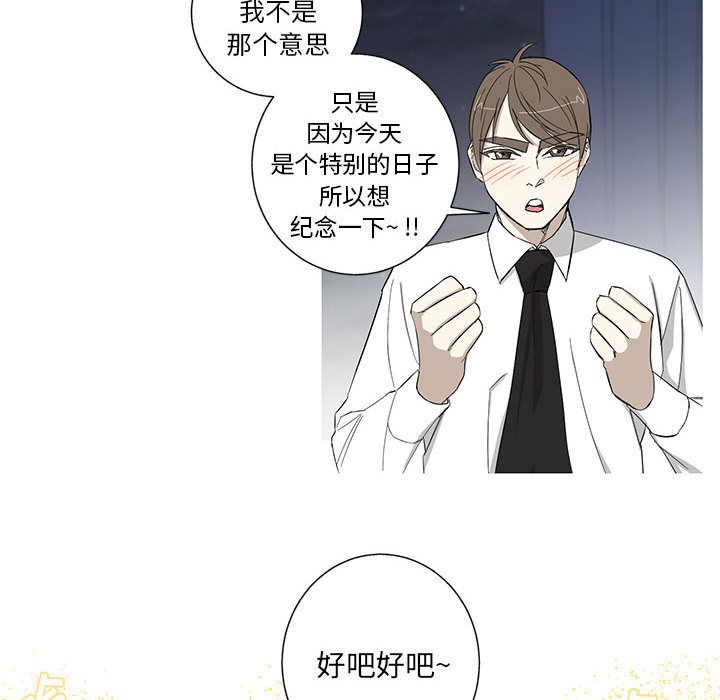 我不是
那个意思
只是
因为今天
是个特别的日子
所以想
纪念一下~!!
好吧好吧~